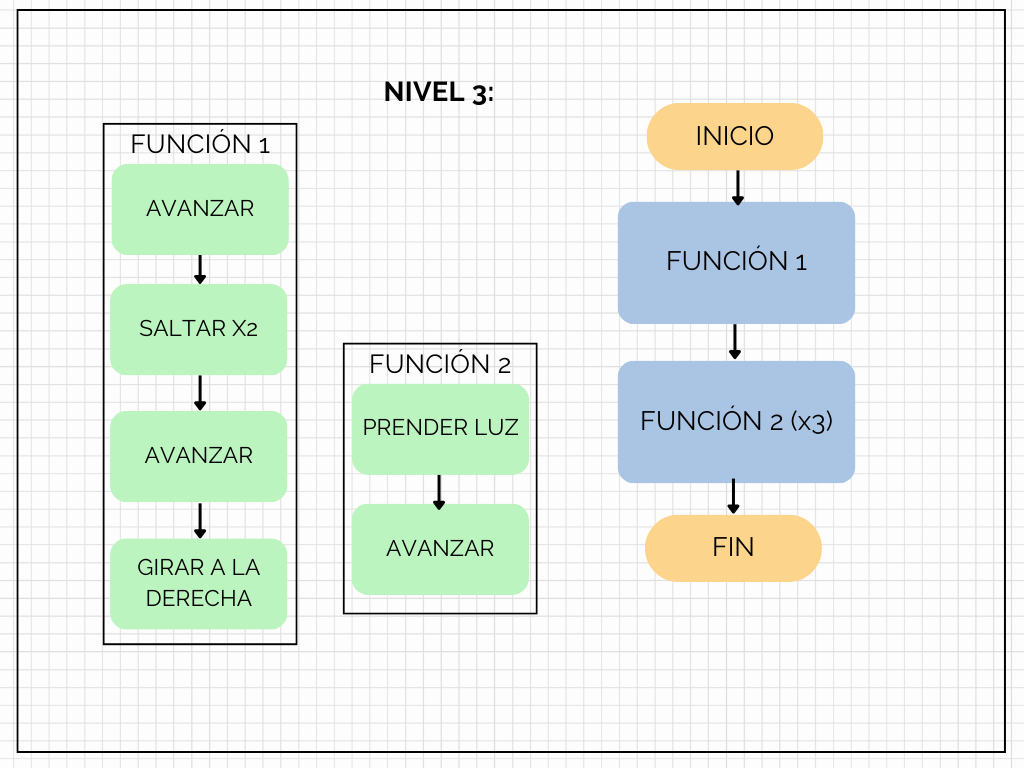 NIVEL 3:
FUNCIÓN 1
AVANZAR
SALTAR X2
AVANZAR
GIRAR A LA
DERECHA
FUNCIÓN 2
PRENDER LUZ
AVANZAR
INICIO
FUNCIÓN 1
FUNCIÓN 2 (x3)
FIN